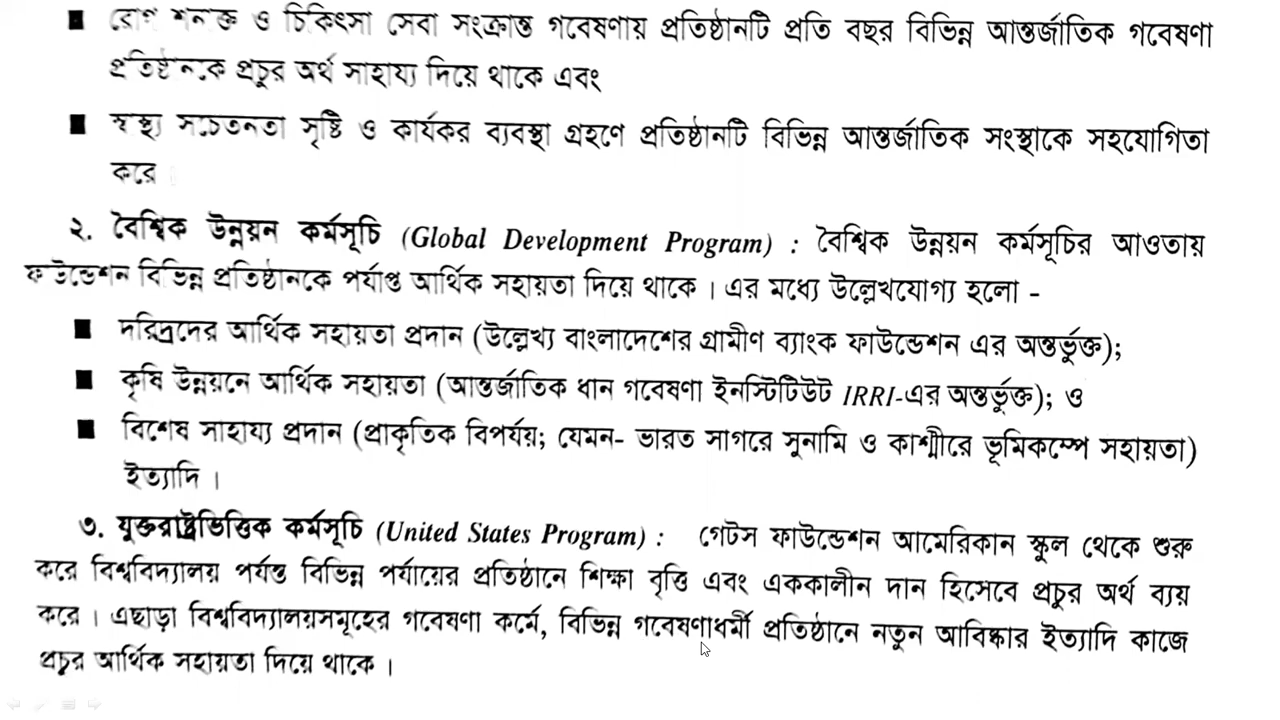 ■ রোগ শনাক্ত ও চিকিৎসা সেবা সংক্রান্ত গবেষণায় প্রতিষ্ঠানটি প্রতি বছর বিভিন্ন আন্তর্জাতিক গবেষণা
প্রতিষ্ঠানকে প্রচুর অর্থ সাহায্য দিয়ে থাকে এবং
■ স্বাস্থ্য সচেতনতা সৃষ্টি ও কার্যকর ব্যবস্থা গ্রহণে প্রতিষ্ঠানটি বিভিন্ন আন্তর্জাতিক সংস্থাকে সহযোগিতা
করে
২. বৈশ্বিক উন্নয়ন কর্মসূচি (Global Development Program) : বৈশ্বিক উন্নয়ন কর্মসূচির আওতায়
ফাউন্ডেশন বিভিন্ন প্রতিষ্ঠানকে পর্যাপ্ত আর্থিক সহায়তা দিয়ে থাকে । এর মধ্যে উল্লেখযোগ্য হলো -
■ দরিদ্রদের আর্থিক সহায়তা প্রদান (উল্লেখ্য বাংলাদেশের গ্রামীণ ব্যাংক ফাউন্ডেশন এর অন্তর্ভুক্ত);
■ কৃষি উন্নয়নে আর্থিক সহায়তা (আন্তর্জাতিক ধান গবেষণা ইনস্টিটিউট IRRI-এর অন্তর্ভুক্ত); ও
■ বিশেষ সাহায্য প্রদান (প্রাকৃতিক বিপর্যয়; যেমন- ভারত সাগরে সুনামি ও কাশ্মীরে ভূমিকম্পে সহায়তা)
ইত্যাদি ।
৩. যুক্তরাষ্ট্রভিত্তিক কর্মসূচি (United States Program) : গেটস ফাউন্ডেশন আমেরিকান স্কুল থেকে শুরু
করে বিশ্ববিদ্যালয় পর্যন্ত বিভিন্ন পর্যায়ের প্রতিষ্ঠানে শিক্ষা বৃত্তি এবং এককালীন দান হিসেবে প্রচুর অর্থ ব্যয়
করে । এছাড়া বিশ্ববিদ্যালয়সমূহের গবেষণা কর্মে, বিভিন্ন গবেষণাধর্মী প্রতিষ্ঠানে নতুন আবিষ্কার ইত্যাদি কাজে
প্রচুর আর্থিক সহায়তা দিয়ে থাকে ।